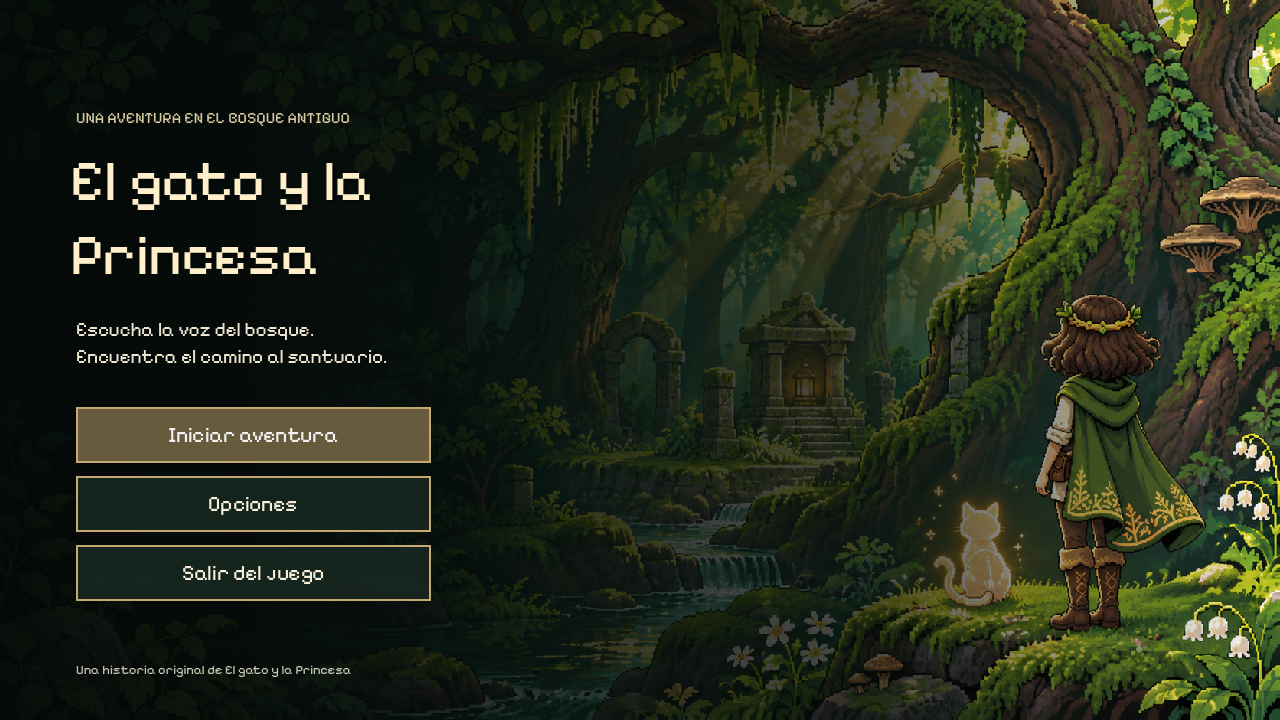 UNA AVENTURA EN EL BOSQUE ANTIGUO
El gato y la
Princesa
Escucha la voz del bosque.
Encuentra el camino al santuario.
Iniciar aventura
Opciones
Salir del juego
Una historia original de El gato y la Princesa